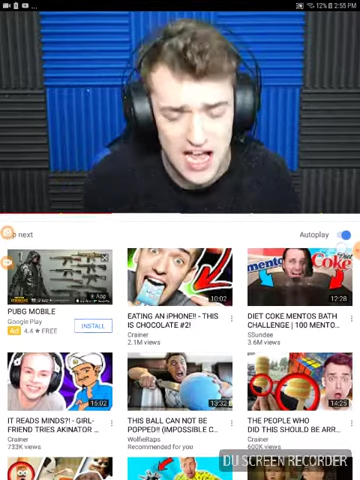 12% 2:55 PM
next
Autoplay
PUBG MOBILE
Google Play
Ad 4.4 ★ FREE
INSTALL
10:02
EATING AN iPHONE!! - THIS
IS CHOCOLATE #2!
Crainer
2.1M views
mento
Diet
Coke
12:28
DIET COKE MENTOS BATH
CHALLENGE | 100 MENTO...
SSundee
3.6M views
15:02
IT READS MINDS?! - GIRL-
FRIEND TRIES AKINATOR ...
Crainer
733K views
13:32
THIS BALL CAN NOT BE
POPPED!! (IMPOSSIBLE C...
WolfieRaps
Recommended for you
14:25
THE PEOPLE WHO
DID THIS SHOULD BE ARR...
Crainer
600K views
DU SCREEN RECORDER